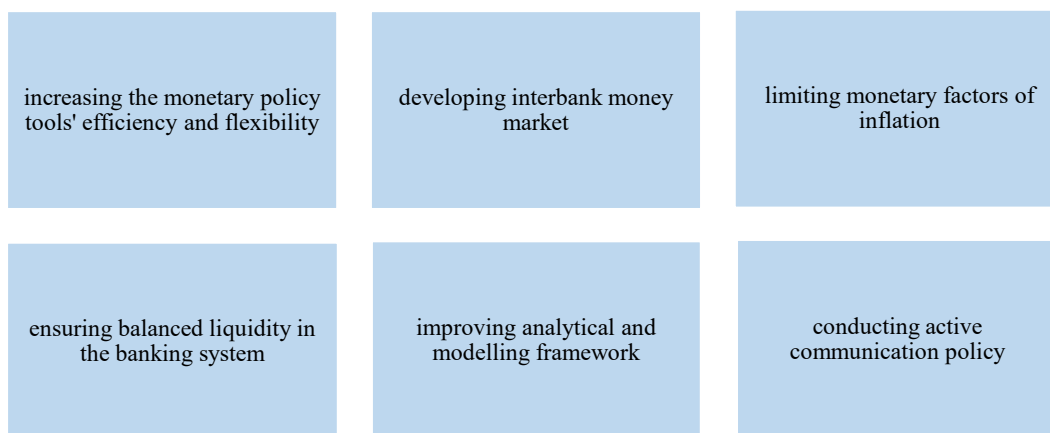 increasing the monetary policy
tools' efficiency and flexibility
developing interbank money
market
limiting monetary factors of
inflation
ensuring balanced liquidity in
the banking system
improving analytical and
modelling framework
conducting active
communication policy